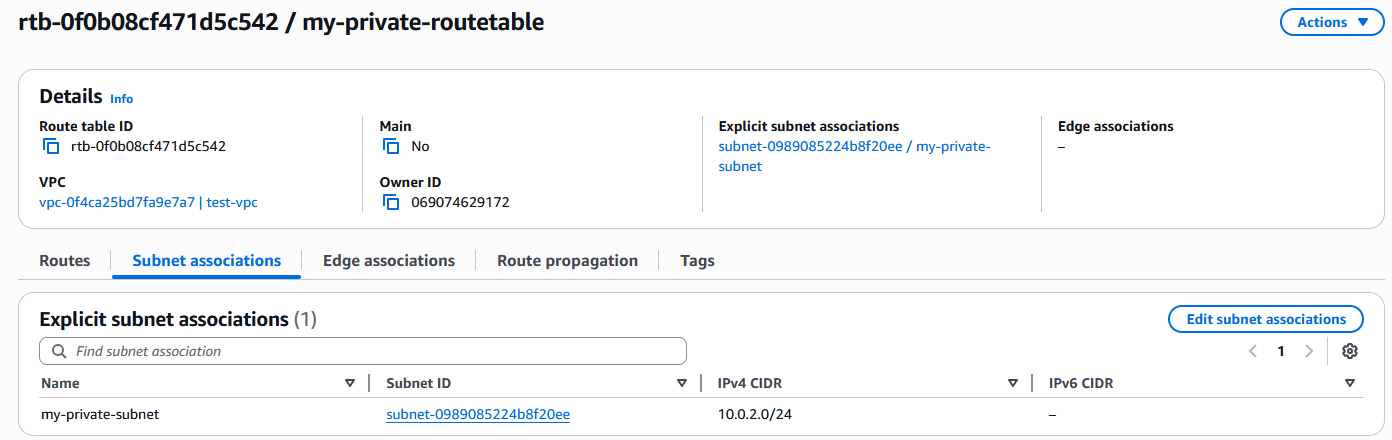 rtb-0f0b08cf471d5c542 / my-private-routetable
Actions
Details Info
Route table ID
rtb-0f0b08cf471d5c542
Main
No
Explicit subnet associations
subnet-0989085224b8f20ee / my-private-
subnet
Edge associations
–
VPC
vpc-0f4ca25bd7fa9e7a7 | test-vpc
Owner ID
069074629172
Routes Subnet associations Edge associations Route propagation Tags
Explicit subnet associations (1)
Edit subnet associations
Find subnet association
1
Name Subnet ID IPv4 CIDR IPv6 CIDR
my-private-subnet subnet-0989085224b8f20ee 10.0.2.0/24 –